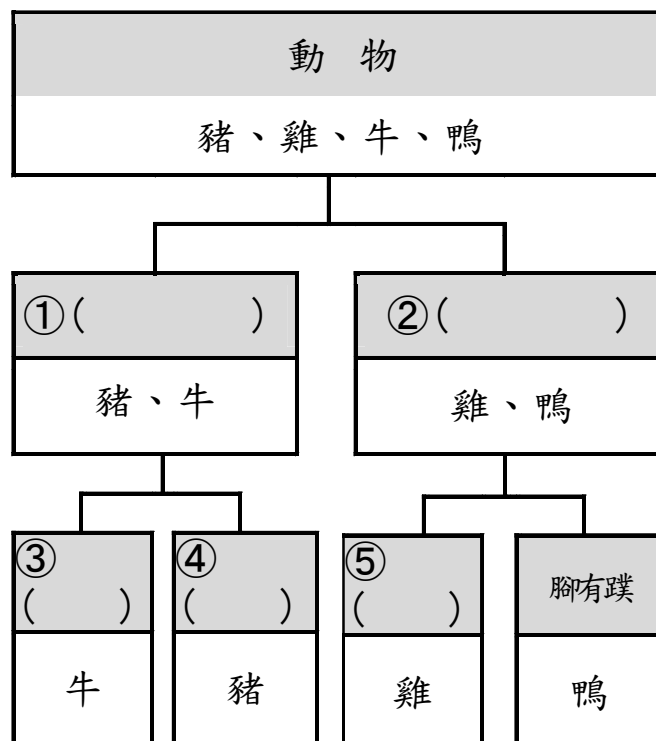 動 物
豬、雞、牛、鴨
①(     )
②(     )
豬、牛
雞、鴨
③
(     )
④
(     )
⑤
(     )
腳有蹼
牛
豬
雞
鴨